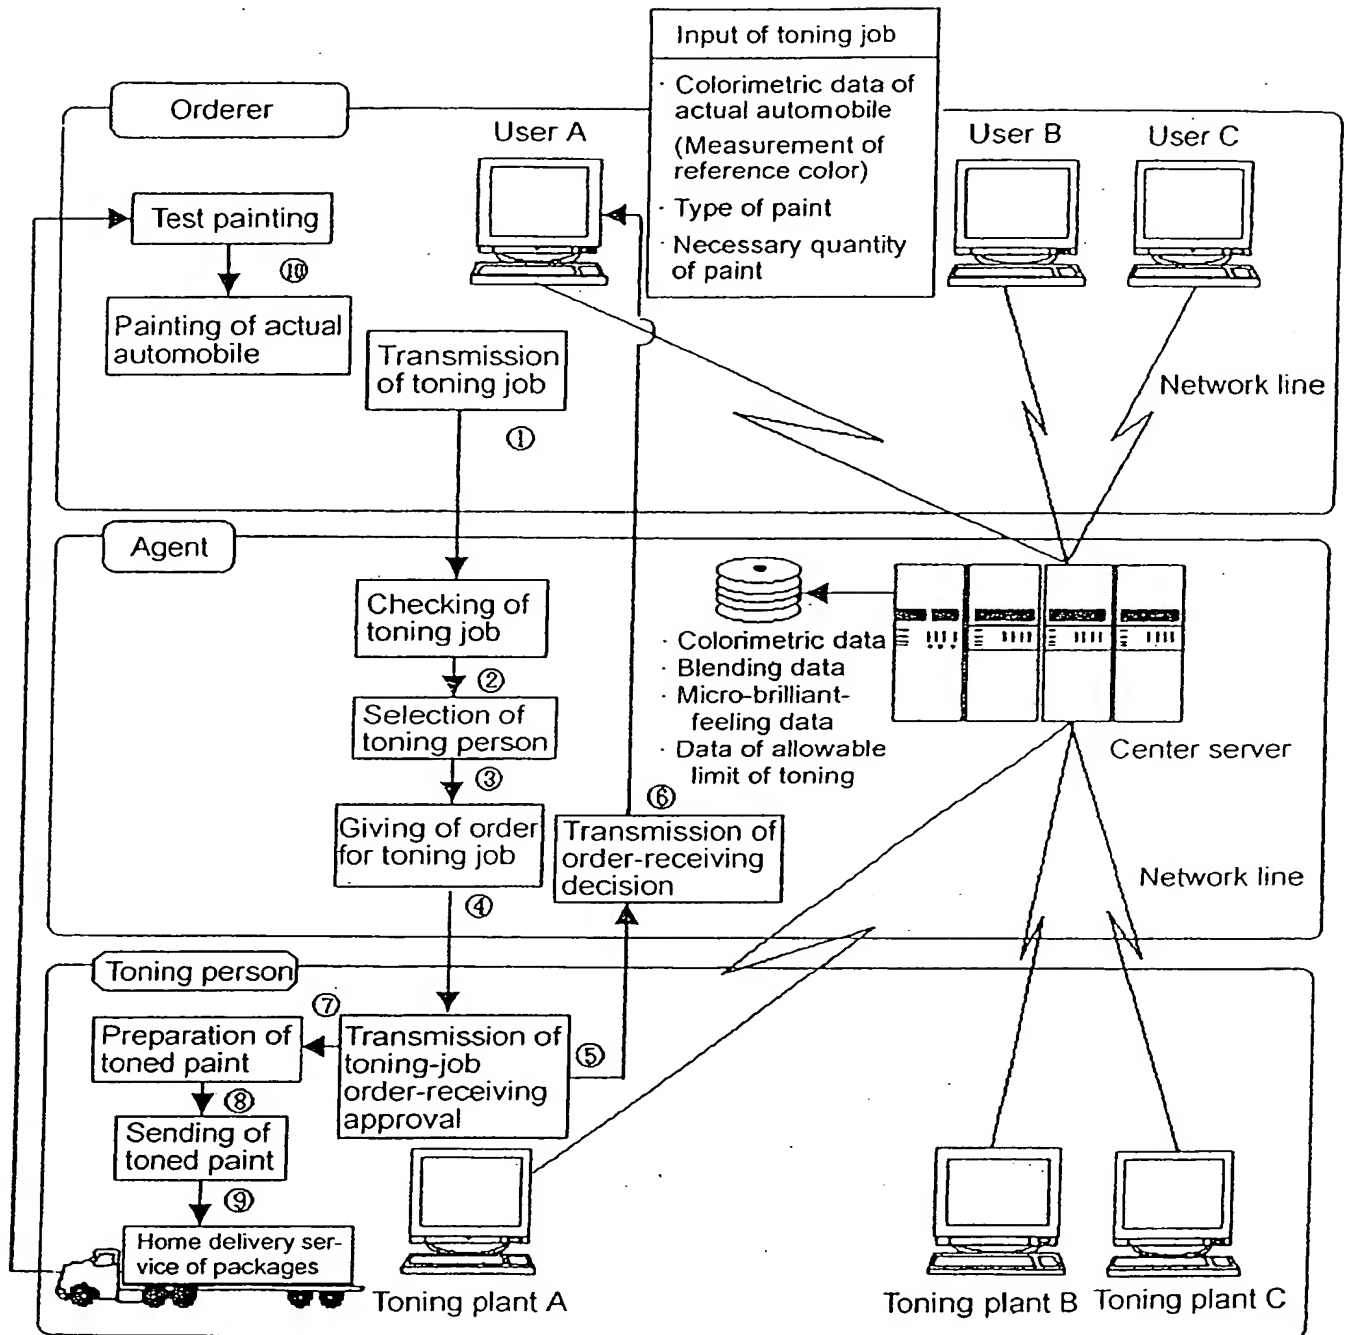 Input of toning job
· Colorimetric data of
actual automobile
(Measurement of
reference color)
· Type of paint
· Necessary quantity
of paint
Orderer
User A
User B
User C
Test painting
⑩
Painting of actual
automobile
Transmission
of toning job
①
Network line
Agent
Checking of
toning job
②
Selection of
toning person
③
Giving of order
for toning job
④
⑥
Transmission of
order-receiving
decision
· Colorimetric data
· Blending data
· Micro-brilliant-
feeling data
· Data of allowable
limit of toning
Center server
Network line
Toning person
⑦
Preparation of
toned paint
Transmission of
toning-job
order-receiving
approval
⑤
⑧
Sending of
toned paint
⑨
Home delivery ser-
vice of packages
Toning plant A
Toning plant B
Toning plant C